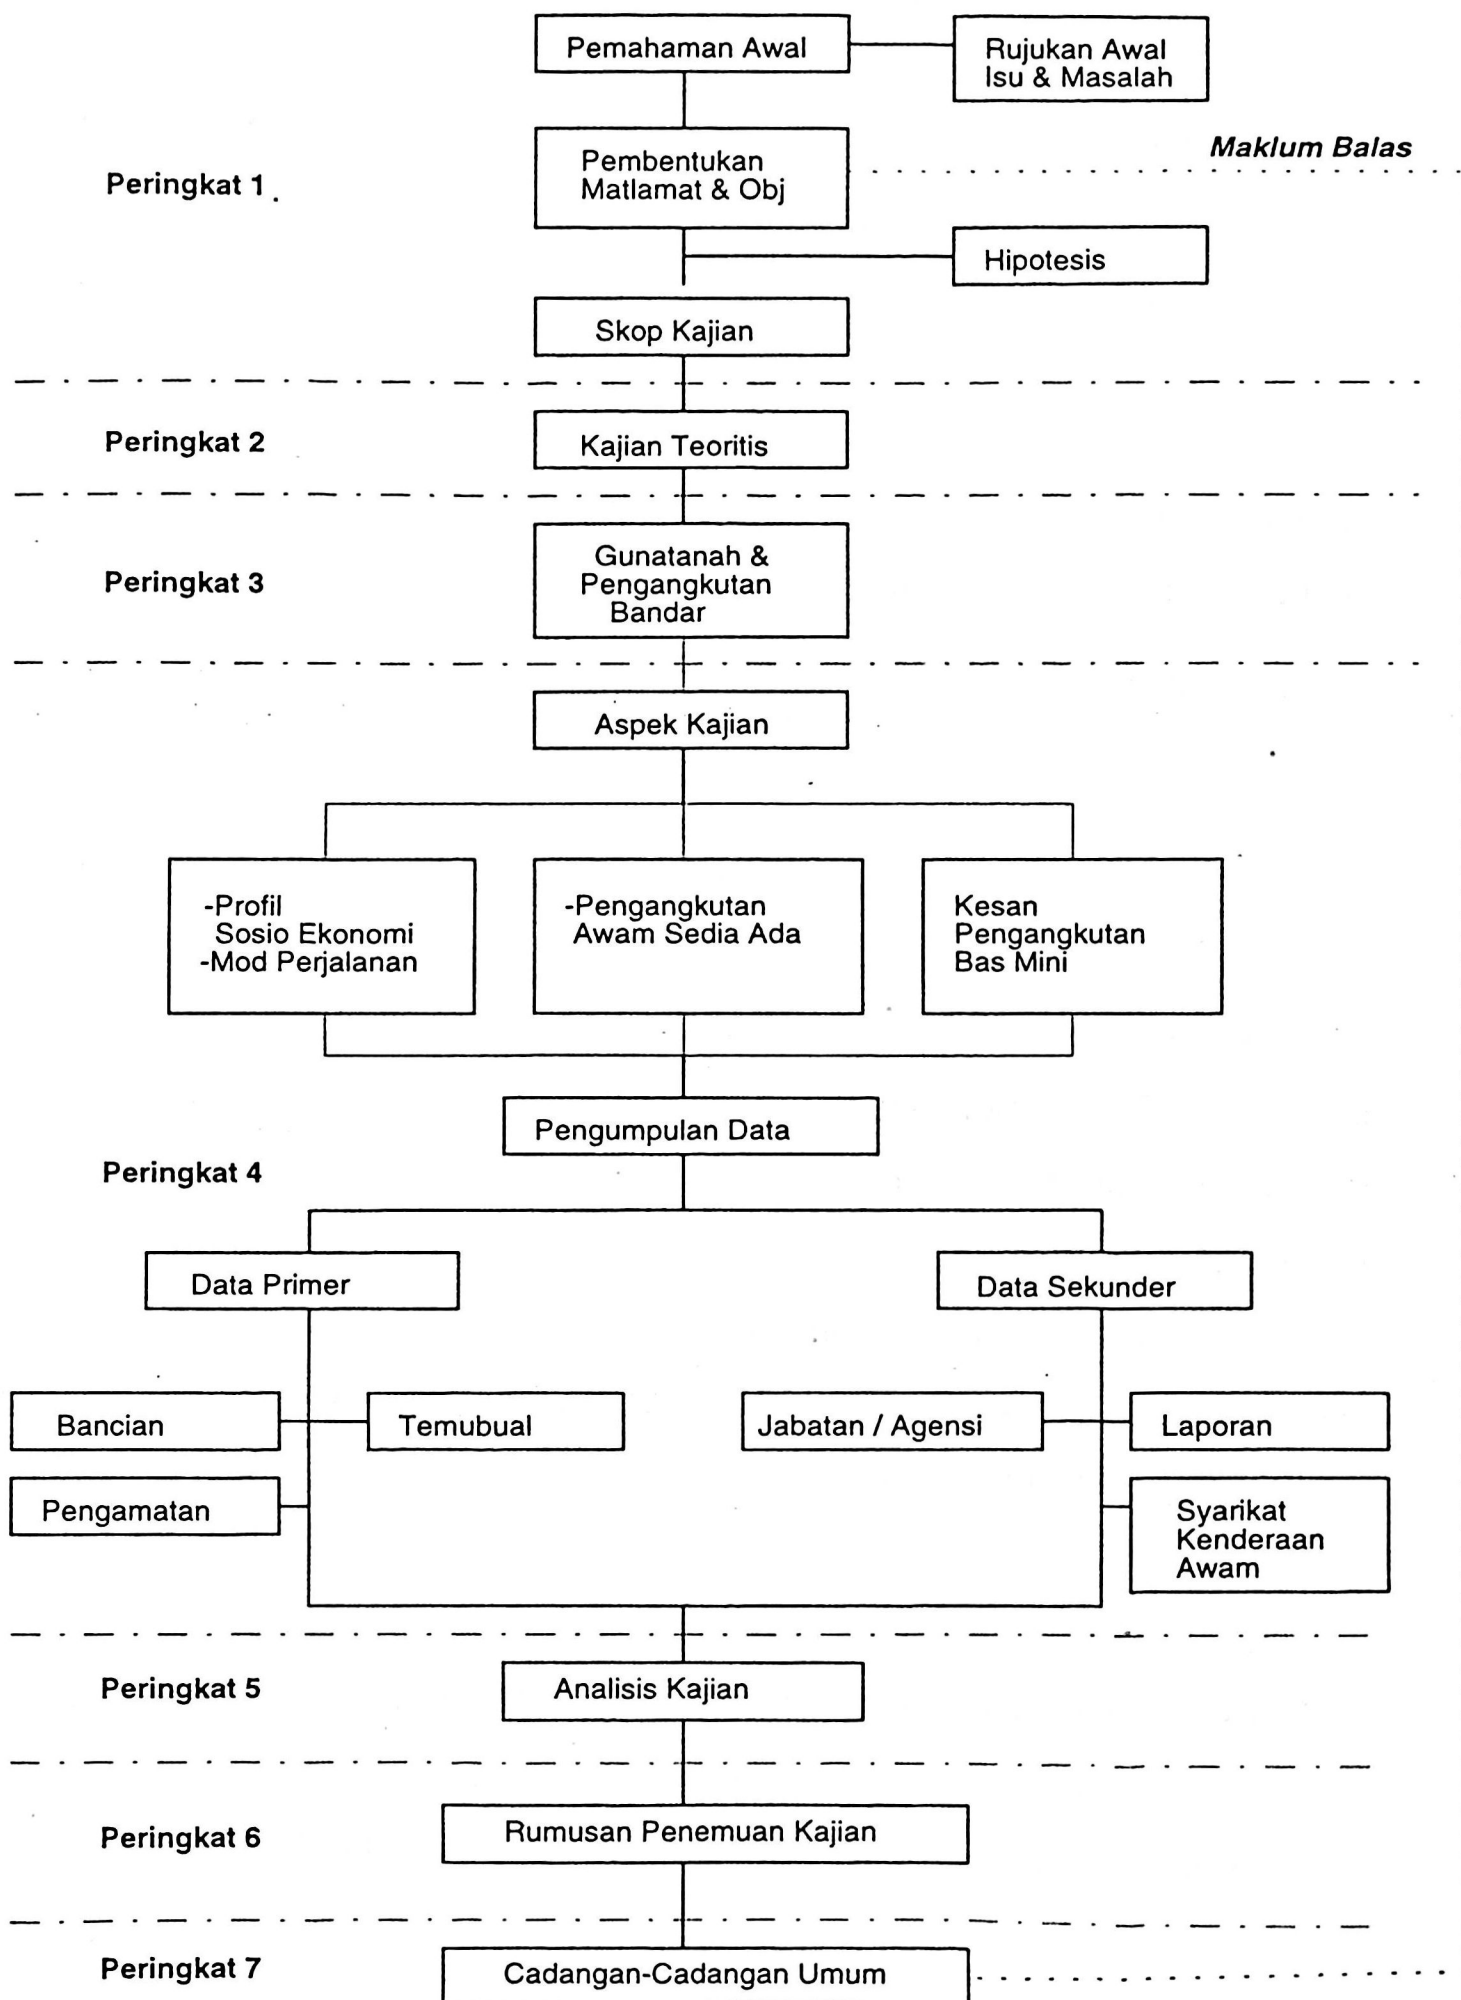 Pemahaman Awal
Rujukan Awal
Isu & Masalah
Maklum Balas
Peringkat 1
Pembentukan
Matlamat & Obj
Hipotesis
Skop Kajian
Peringkat 2
Kajian Teoritis
Peringkat 3
Gunatanah &
Pengangkutan
Bandar
Aspek Kajian
-Profil
Sosio Ekonomi
-Mod Perjalanan
-Pengangkutan
Awam Sedia Ada
Kesan
Pengangkutan
Bas Mini
Pengumpulan Data
Peringkat 4
Data Primer
Data Sekunder
Bancian
Temubual
Jabatan / Agensi
Laporan
Pengamatan
Syarikat
Kenderaan
Awam
Peringkat 5
Analisis Kajian
Peringkat 6
Rumusan Penemuan Kajian
Peringkat 7
Cadangan-Cadangan Umum